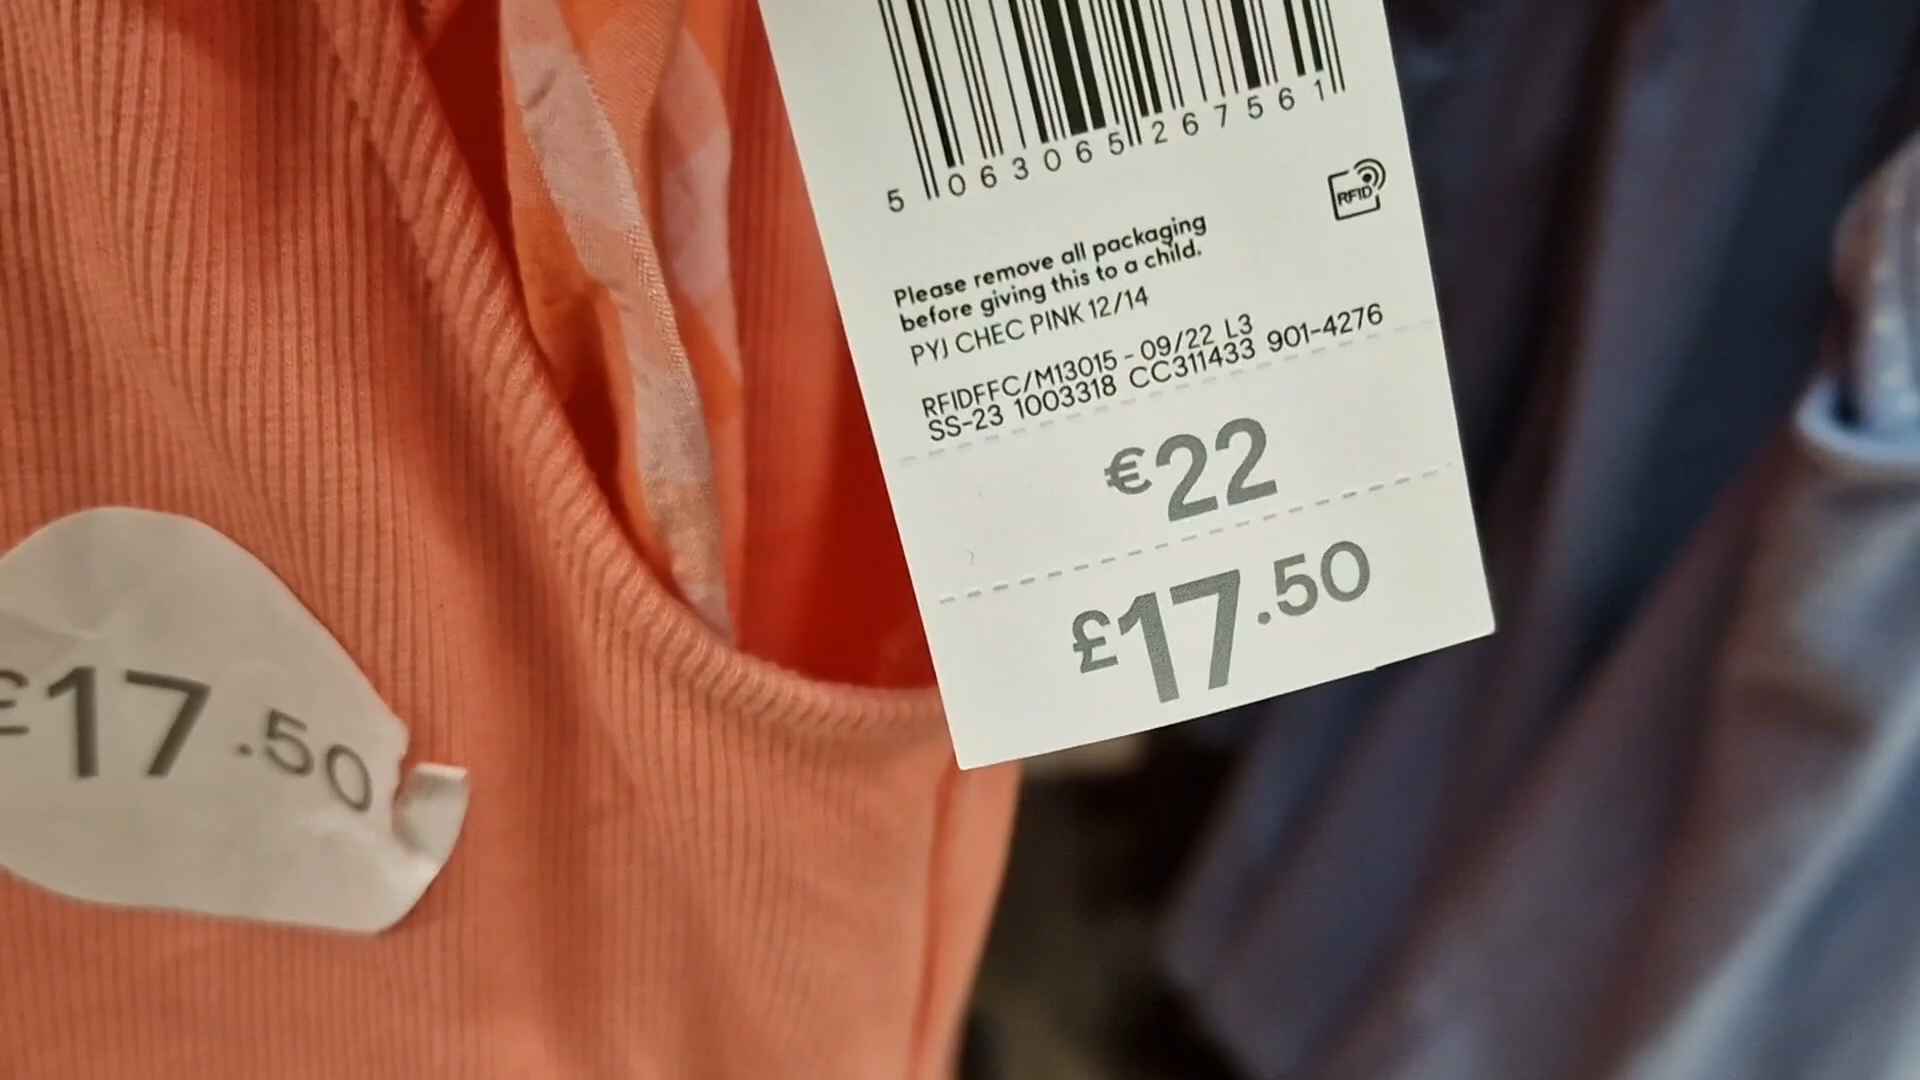 5 063065 267561
RFID
Please remove all packaging
before giving this to a child.
PYJ CHEC PINK 12/14
RFIDFFC/M13015 - 09/22 L3
SS-23 1003318 CC311433 901-4276
€22
£17.50
£17.50